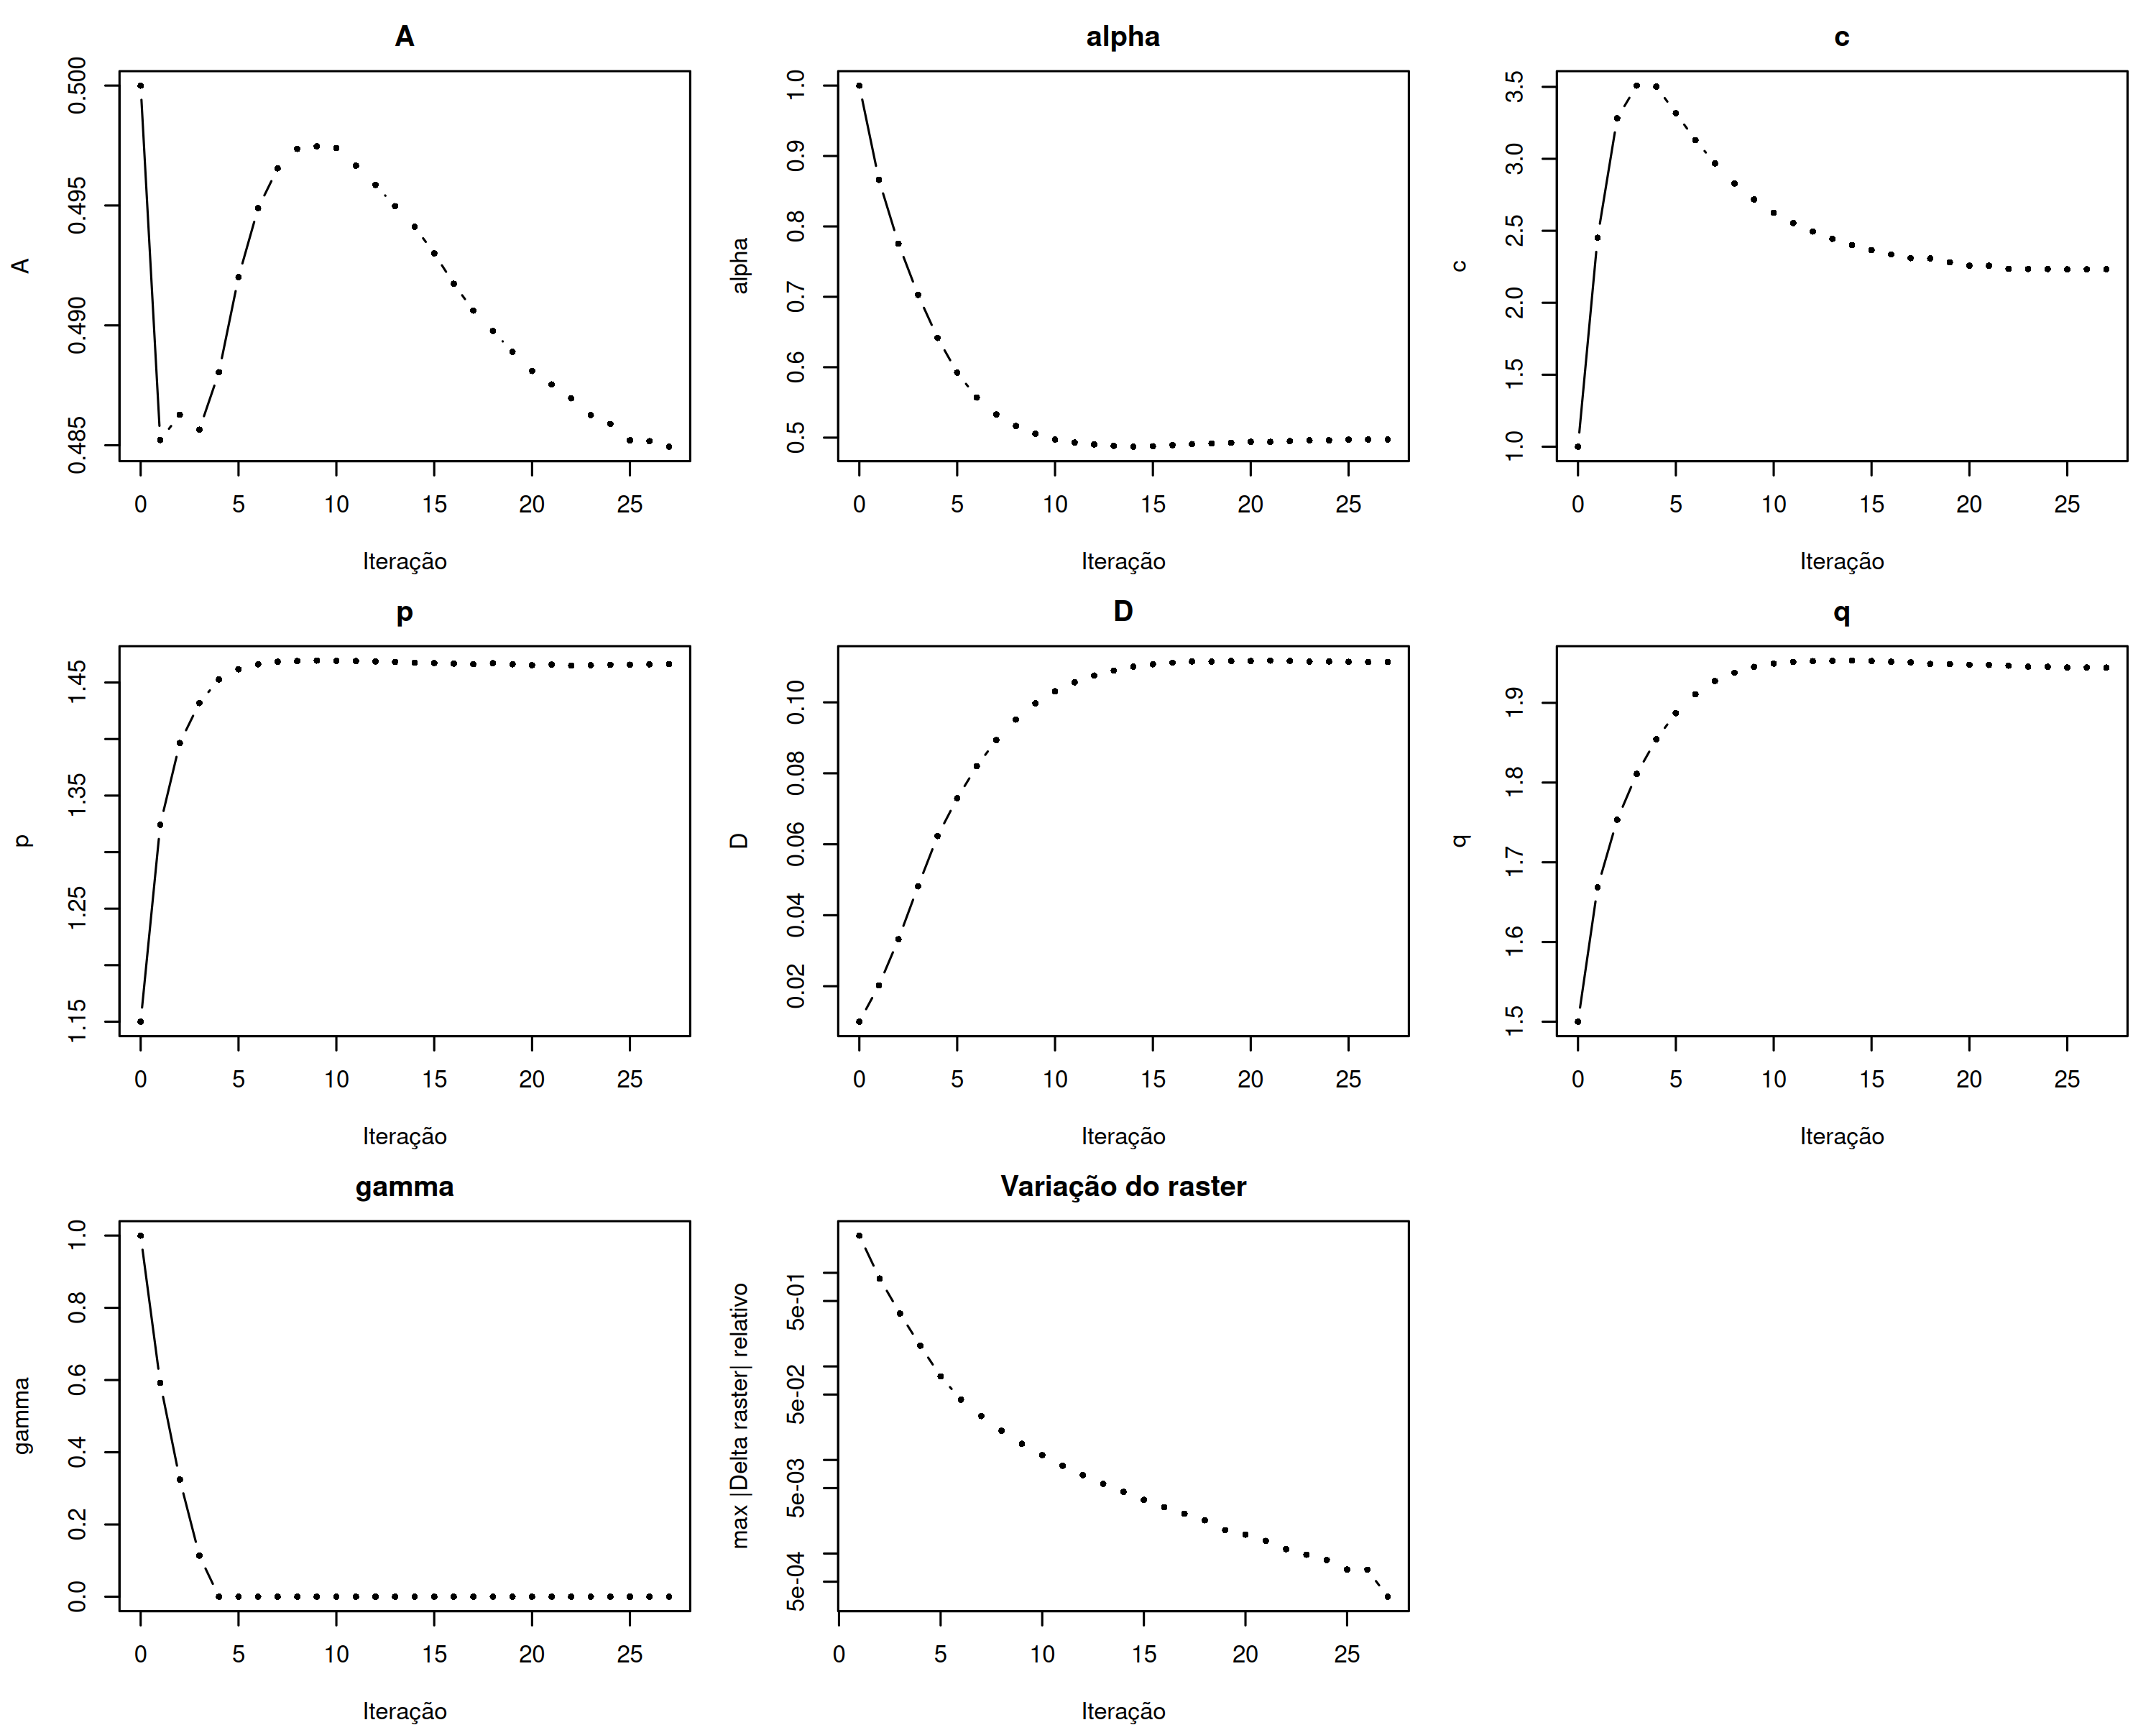 A
A
0.500
0.495
0.490
0.485
0 5 10 15 20 25
Iteração
alpha
alpha
1.0
0.9
0.8
0.7
0.6
0.5
0 5 10 15 20 25
Iteração
c
c
3.5
3.0
2.5
2.0
1.5
1.0
0 5 10 15 20 25
Iteração
p
p
1.45
1.35
1.25
1.15
0 5 10 15 20 25
Iteração
D
D
0.10
0.08
0.06
0.04
0.02
0 5 10 15 20 25
Iteração
q
q
1.9
1.8
1.7
1.6
1.5
0 5 10 15 20 25
Iteração
gamma
gamma
1.0
0.8
0.6
0.4
0.2
0.0
0 5 10 15 20 25
Iteração
Variação do raster
max |Delta raster| relativo
5e-01
5e-02
5e-03
5e-04
0 5 10 15 20 25
Iteração